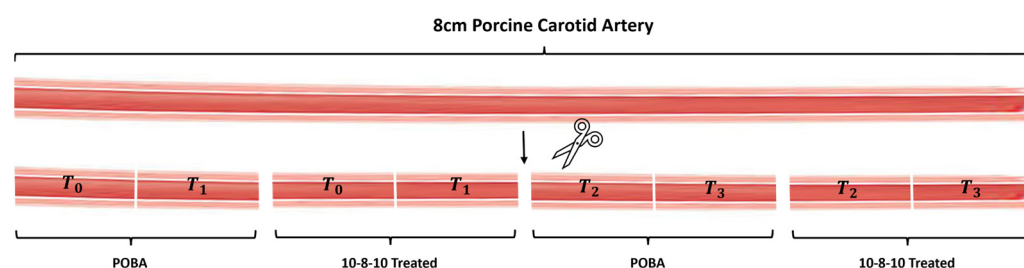 8cm Porcine Carotid Artery
T0 T1 T0 T1 T2 T3 T2 T3
POBA 10-8-10 Treated POBA 10-8-10 Treated